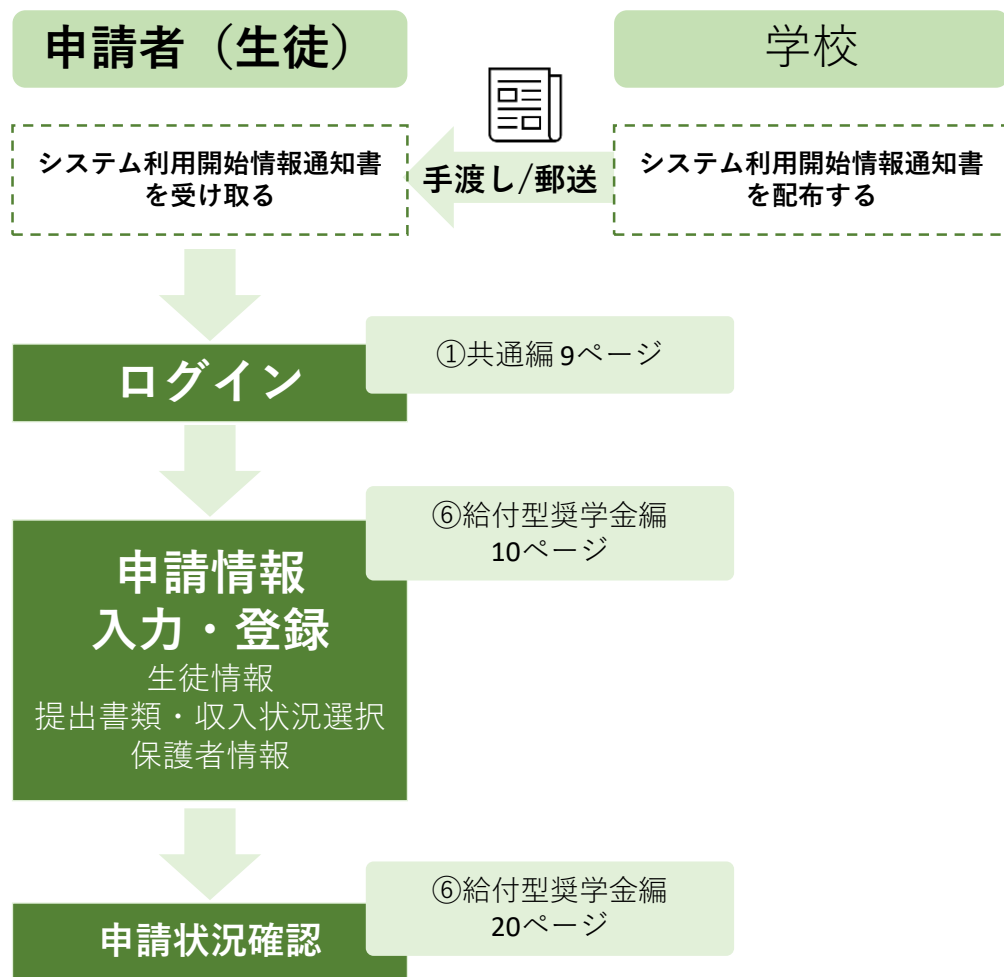 申請者（生徒）
学校
システム利用開始情報通知書
を受け取る
手渡し/郵送
システム利用開始情報通知書
を配布する
ログイン
①共通編 9ページ
申請情報
入力・登録
生徒情報
提出書類・収入状況選択
保護者情報
⑥給付型奨学金編
10ページ
申請状況確認
⑥給付型奨学金編
20ページ